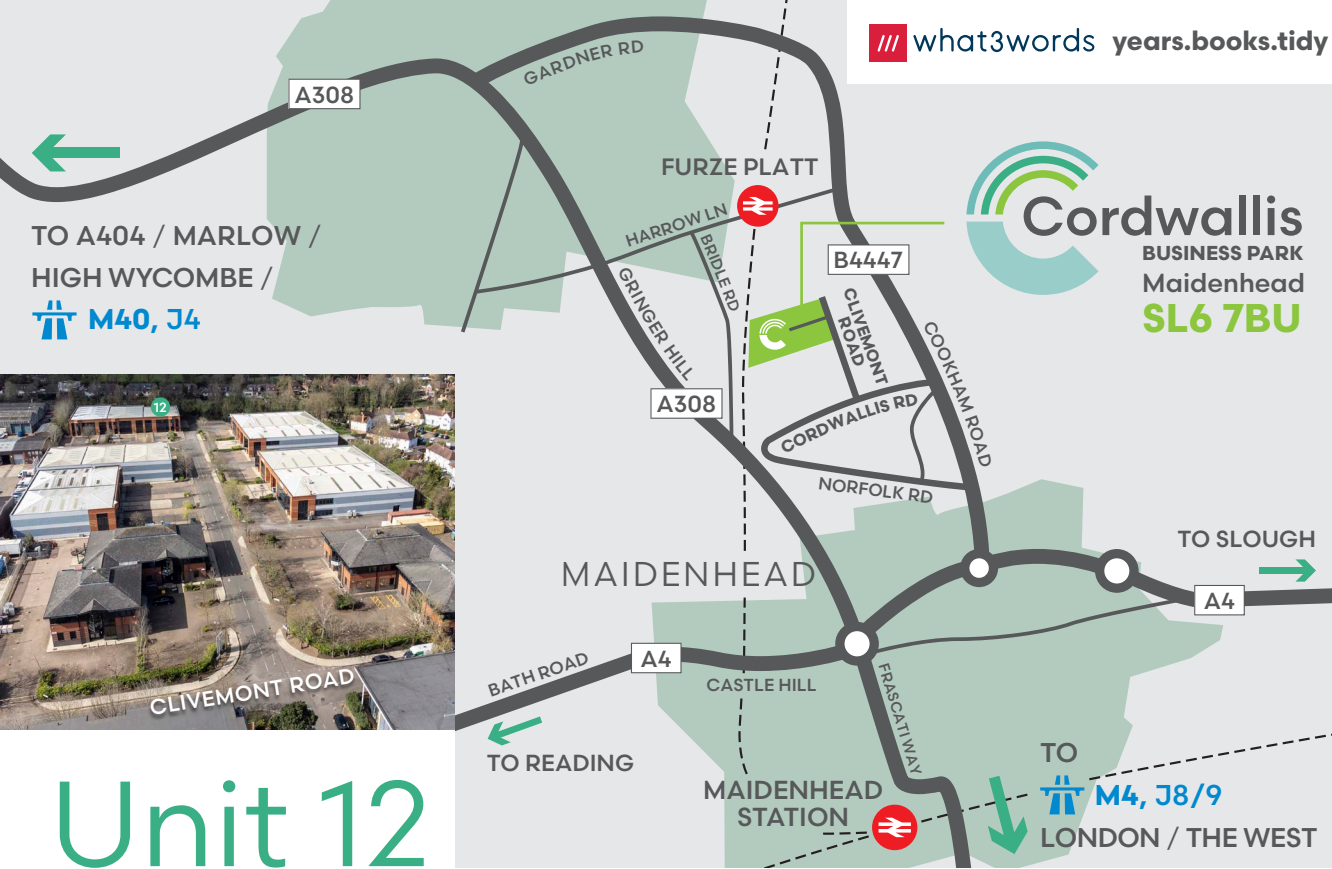 what3words years.books.tidy
GARDNER RD
A308
FURZE PLATT
HARROW LN
BRIDLE RD
B4447
Cordwallis
BUSINESS PARK
Maidenhead
SL6 7BU
TO A404 / MARLOW /
HIGH WYCOMBE /
M40, J4
GRINGER HILL
CLIVEMONT
ROAD
C
COOKHAM ROAD
A308
CORDWALLIS RD
NORFOLK RD
12
CLIVEMONT ROAD
MAIDENHEAD
TO SLOUGH
A4
A4
BATH ROAD
CASTLE HILL
FRASCATI WAY
TO READING
MAIDENHEAD
STATION
TO
M4, J8/9
LONDON / THE WEST
Unit 12